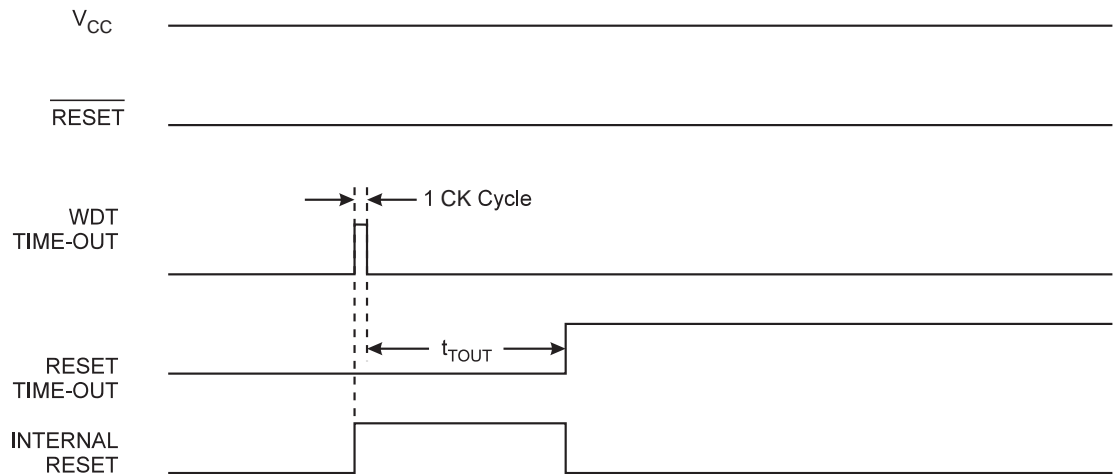 VCC
RESET
1 CK Cycle
WDT
TIME-OUT
tTOUT
RESET
TIME-OUT
INTERNAL
RESET